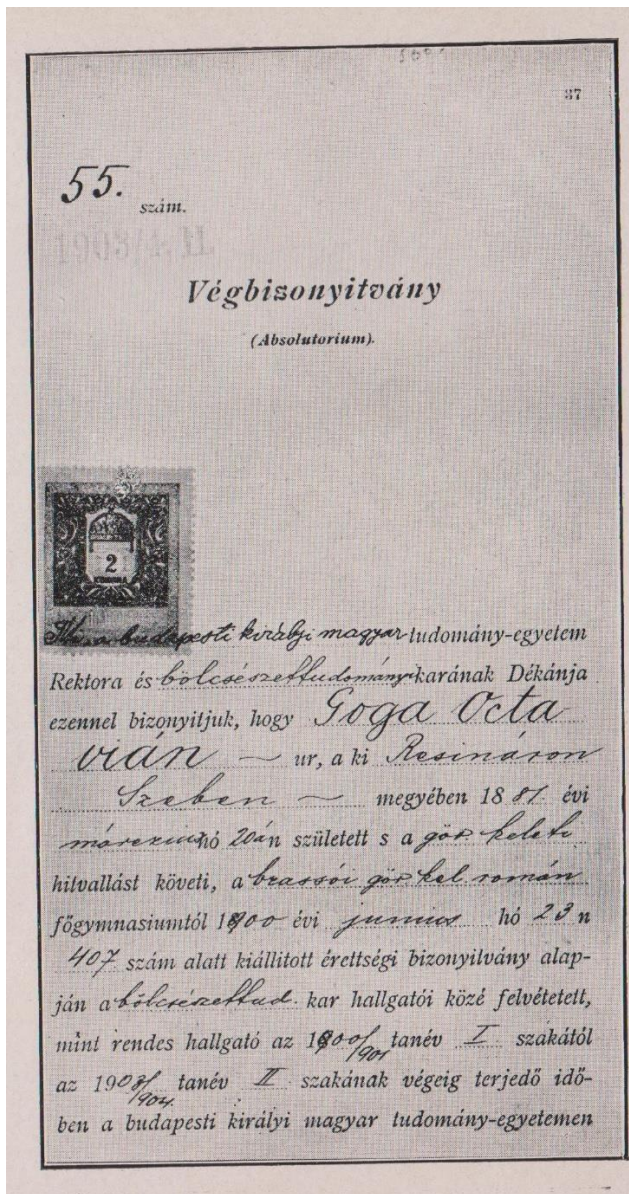 37
55. szám.
1903/4. II.
Végbizonyitvány
(Absolutorium).
2
Mi, a budapesti királyi magyar tudomány-egyetem
Rektora és bölcsészettudományi karának Dékánja
ezennel bizonyitjuk, hogy Goga Octa
vián — ur, a ki Resináron
Szeben — megyében 1881. évi
márczius hó 20án született s a gör keleti
hitvallást követi, a brassói gör kel román
főgymnasiumtól 1900 évi junius hó 23 n
407 szám alatt kiállitott érettségi bizonyitvány alap-
ján a bölcsészettud. kar hallgatói közé felvétetett,
mint rendes hallgató az 1900/1901 tanév I szakától
az 1903/904. tanév II szakának végeig terjedő idő-
ben a budapesti királyi magyar tudomány-egyetemen